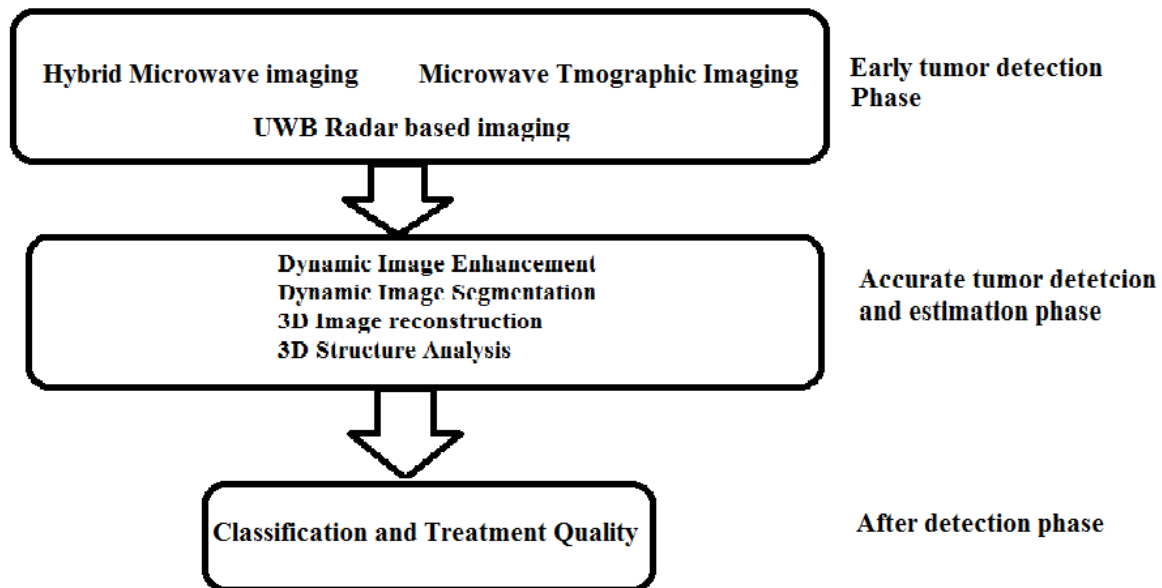 Hybrid Microwave imaging
Microwave Tmographic Imaging
UWB Radar based imaging
Early tumor detection
Phase
Dynamic Image Enhancement
Dynamic Image Segmentation
3D Image reconstruction
3D Structure Analysis
Accurate tumor detetcion
and estimation phase
Classification and Treatment Quality
After detection phase